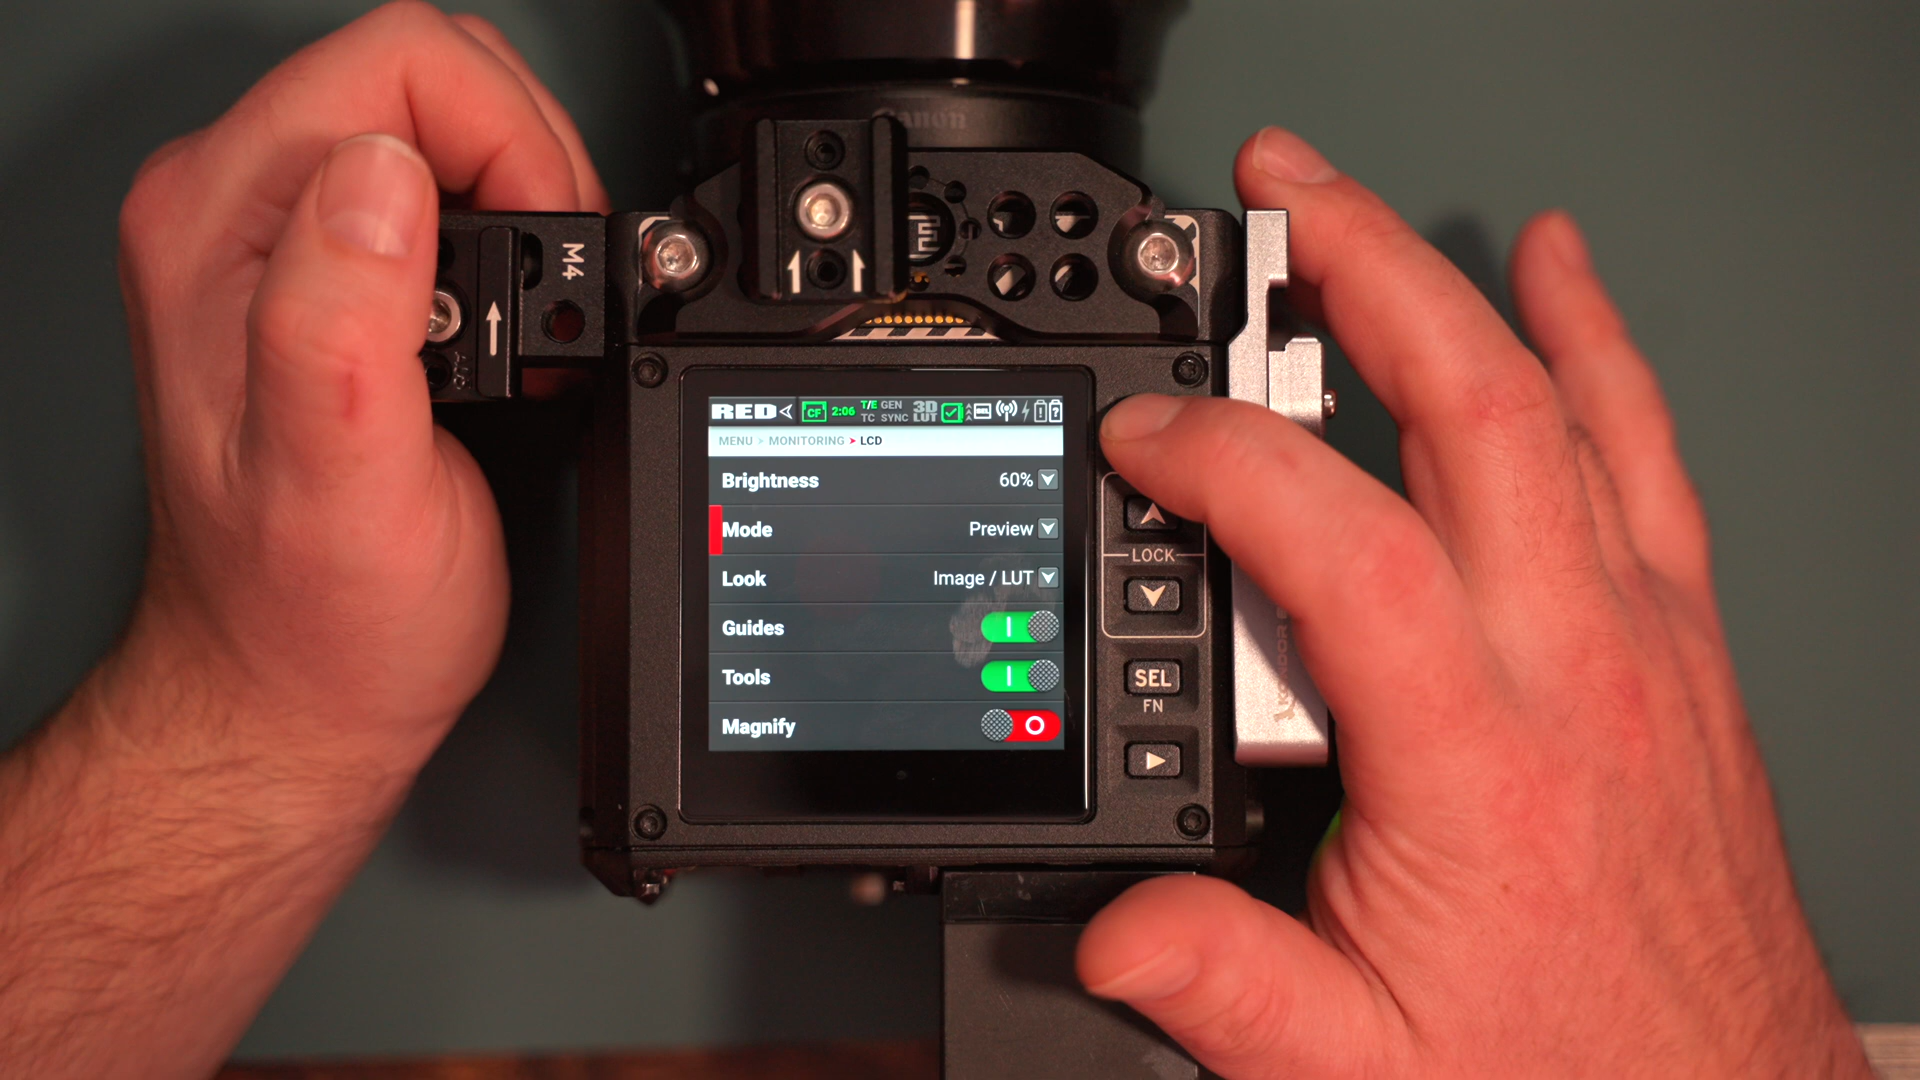 Canon
M4
RED
CF 2:06 T/E GEN TC SYNC 3D LUT
MENU > MONITORING > LCD
Brightness 60%
Mode Preview
Look Image / LUT
Guides
Tools
Magnify
LOCK
SEL
FN